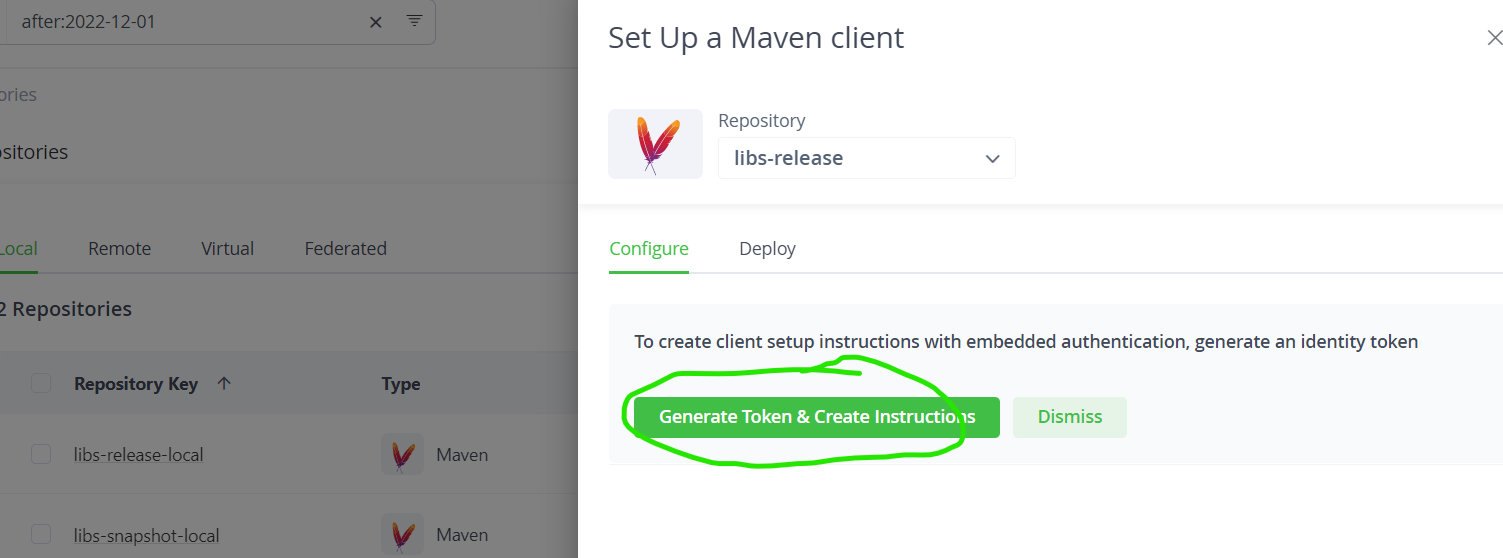 after:2022-12-01
ories
ositories
Local
Remote
Virtual
Federated
2 Repositories
Repository Key
Type
libs-release-local
Maven
libs-snapshot-local
Maven
Set Up a Maven client
Repository
libs-release
Configure
Deploy
To create client setup instructions with embedded authentication, generate an identity token
Generate Token & Create Instructions
Dismiss